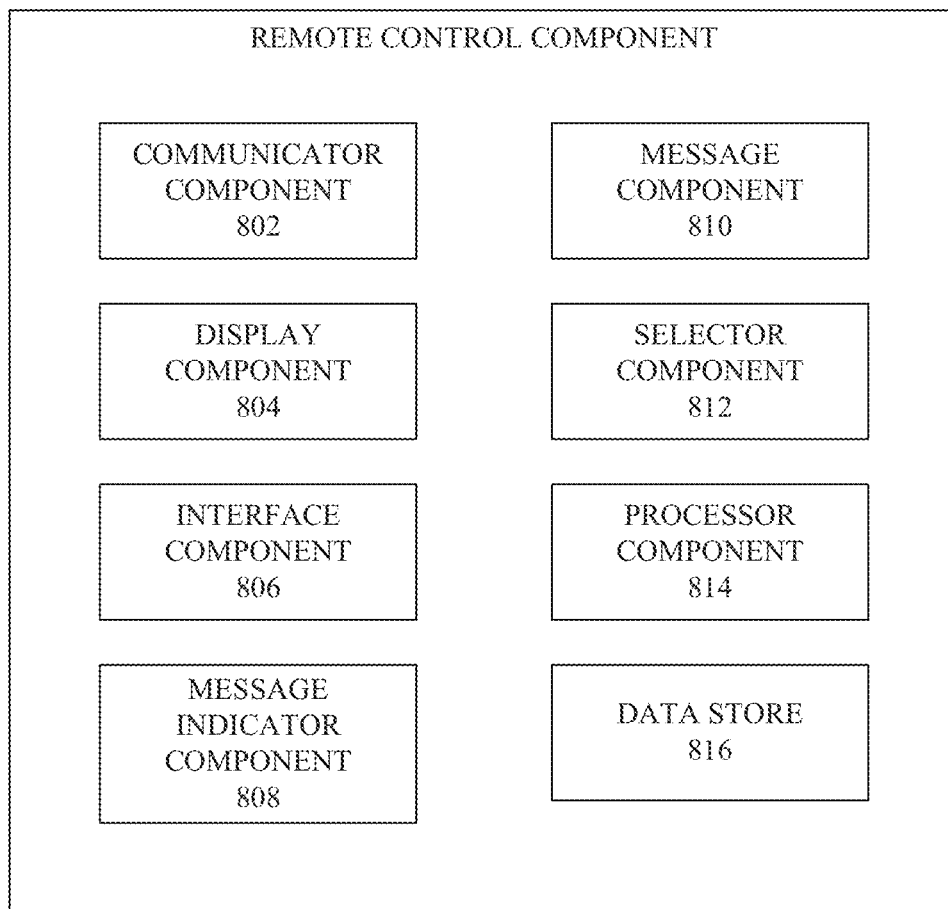 REMOTE CONTROL COMPONENT
COMMUNICATOR
COMPONENT
802
DISPLAY
COMPONENT
804
INTERFACE
COMPONENT
806
MESSAGE
INDICATOR
COMPONENT
808
MESSAGE
COMPONENT
810
SELECTOR
COMPONENT
812
PROCESSOR
COMPONENT
814
DATA STORE
816